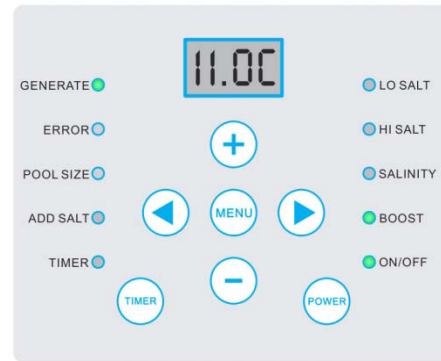 11.0C
GENERATE
ERROR
POOL SIZE
ADD SALT
TIMER
LO SALT
HI SALT
SALINITY
BOOST
ON/OFF
+
MENU
−
TIMER
POWER